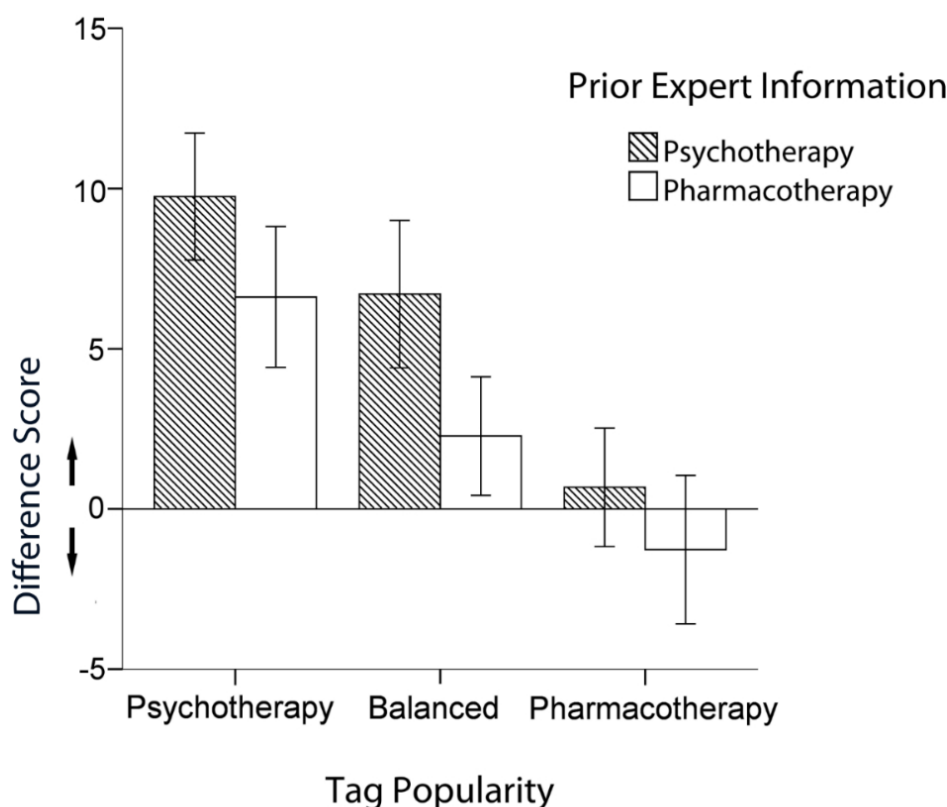 15
Prior Expert Information
Psychotherapy
10
Pharmacotherapy
5
Difference Score
0
-5
Psychotherapy Balanced Pharmacotherapy
Tag Popularity